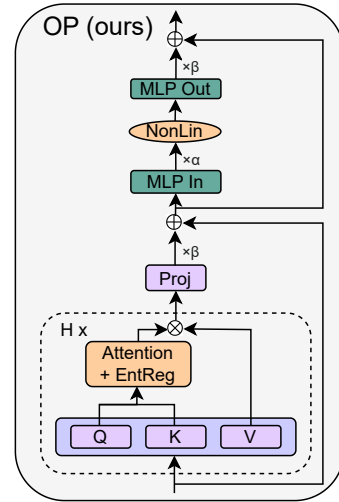 OP (ours)
×β
MLP Out
NonLin
×α
MLP In
×β
Proj
H x
Attention
+ EntReg
Q K V